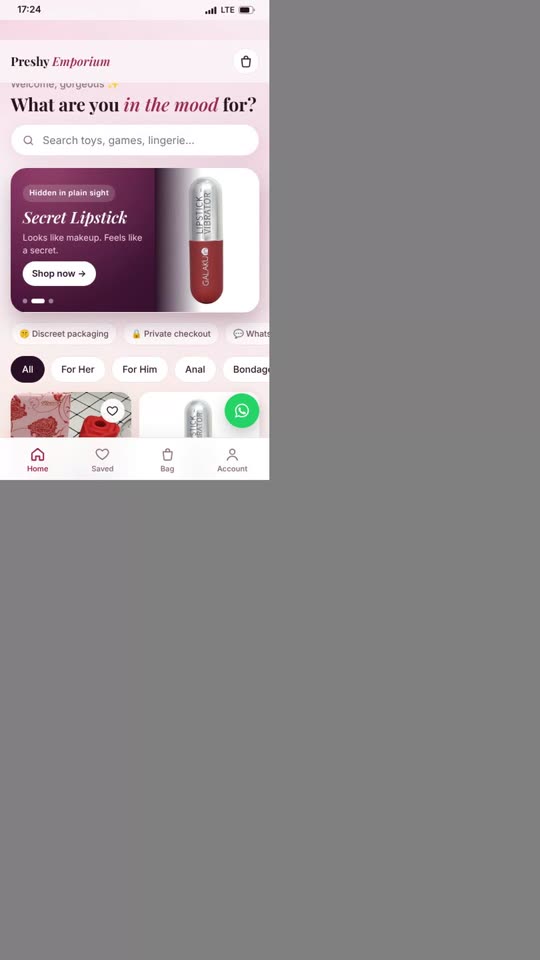 17:24 LTE
Preshy Emporium
Welcome, gorgeous ✨
What are you in the mood for?
Search toys, games, lingerie...
Hidden in plain sight
Secret Lipstick
Looks like makeup. Feels like
a secret.
Shop now →
LIPSTICK -
VIBRATOR
GALAKU
🤫 Discreet packaging
🔒 Private checkout
💬 Whats
All
For Her
For Him
Anal
Bondage
Home
Saved
Bag
Account